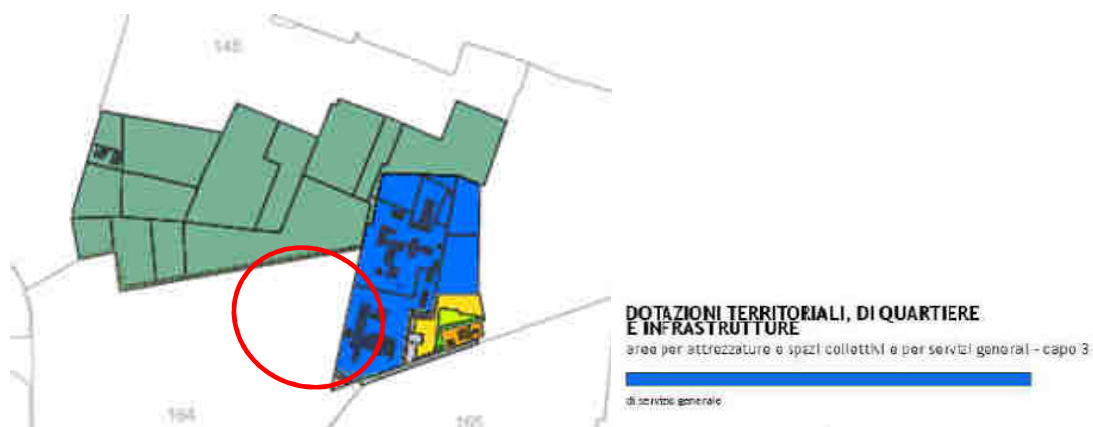 148
164
165
DOTAZIONI TERRITORIALI, DI QUARTIERE
E INFRASTRUTTURE
aree per attrezzature e spazi collettivi e per servizi generali - capo 3
di servizio generale